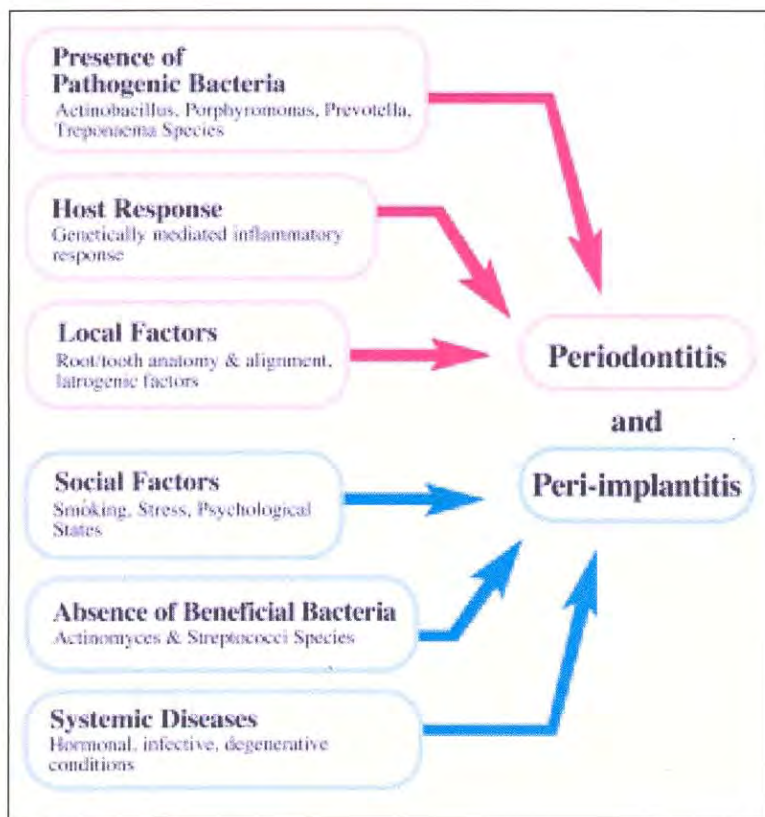 Presence of
Pathogenic Bacteria
Actinobacillus, Porphyromonas, Prevotella,
Treponaema Species
Host Response
Genetically mediated inflammatory
response
Local Factors
Root/tooth anatomy & alignment,
Iatrogenic factors
Periodontitis
and
Peri-implantitis
Social Factors
Smoking, Stress, Psychological
States
Absence of Beneficial Bacteria
Actinomyces & Streptococci Species
Systemic Diseases
Hormonal, infective, degenerative
conditions